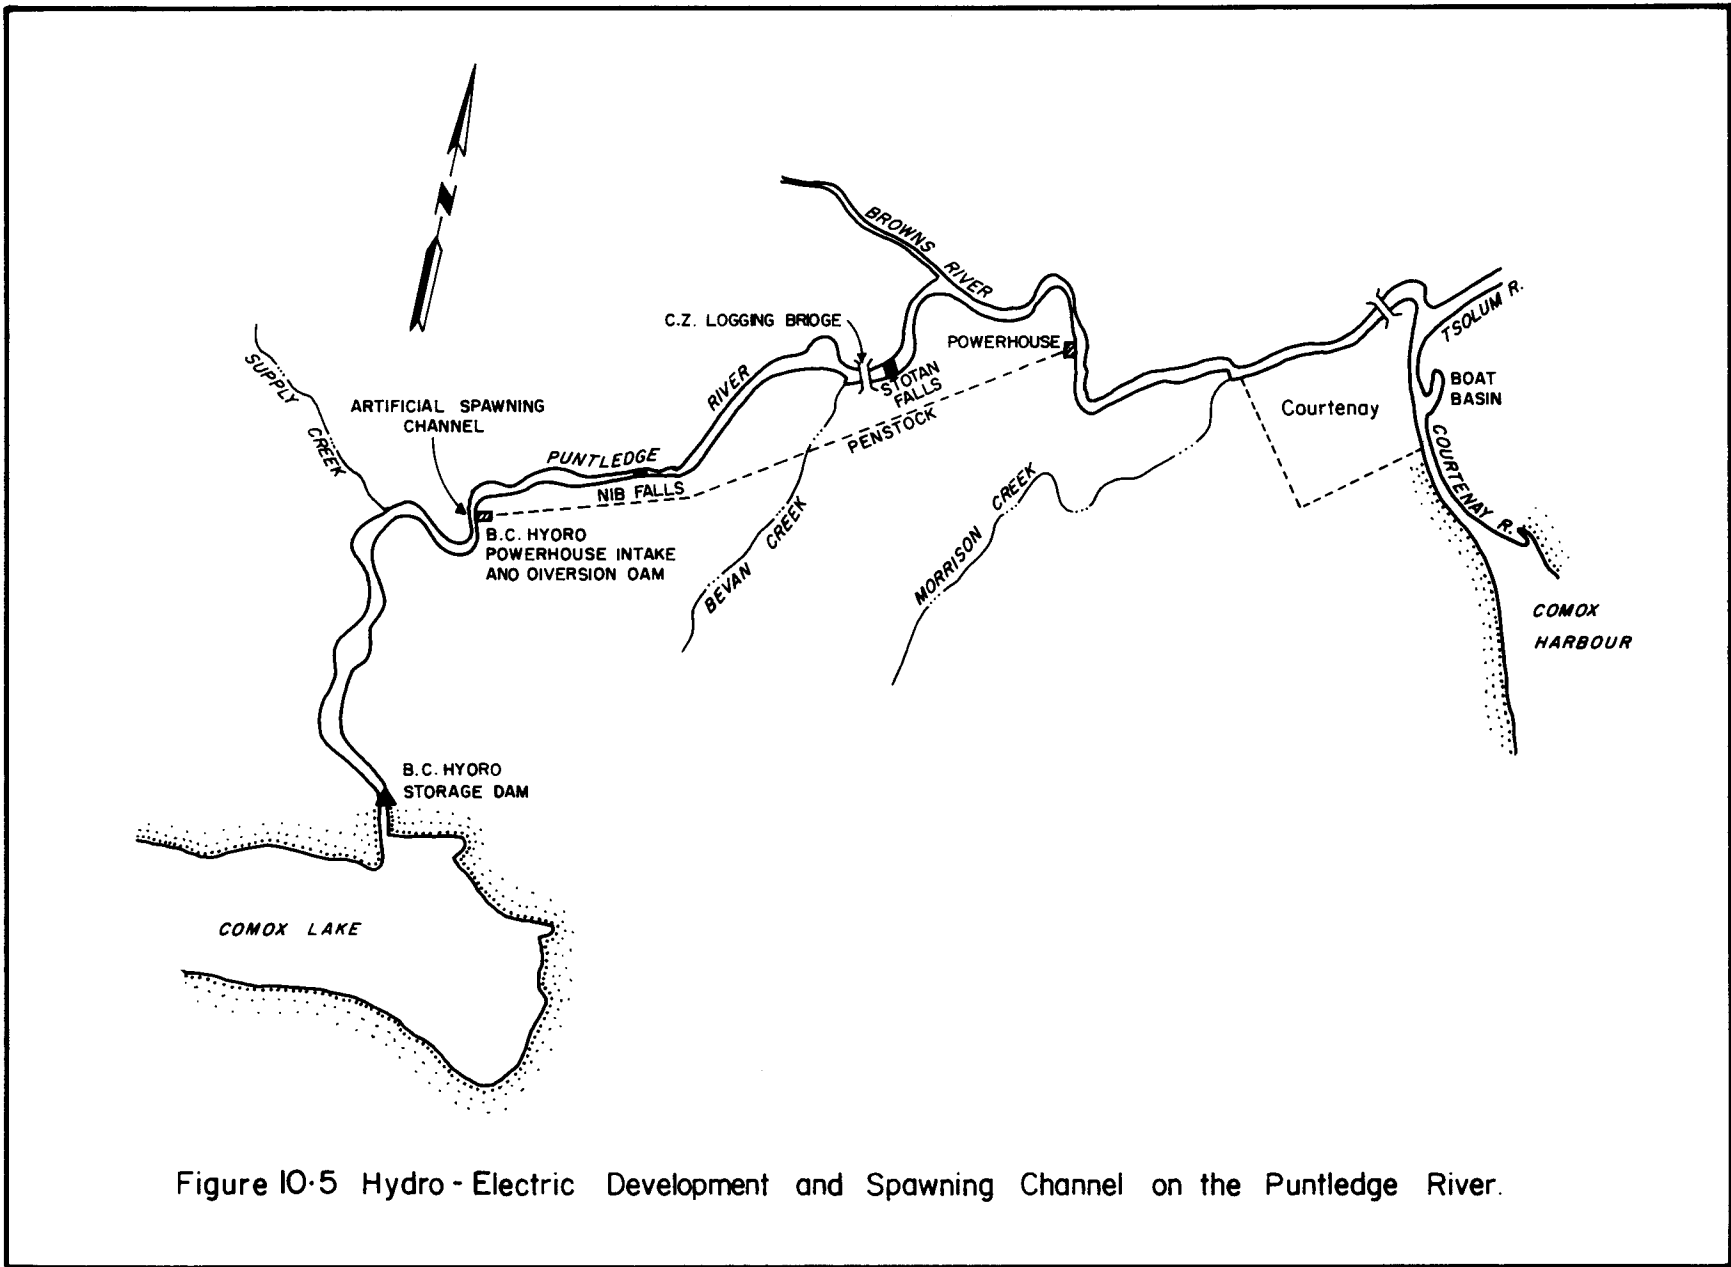 N
BROWNS RIVER
C.Z. LOGGING BRIDGE
POWERHOUSE
TSOLUM R.
SUPPLY CREEK
STOTAN
FALLS
RIVER
BOAT
BASIN
ARTIFICIAL SPAWNING
CHANNEL
Courtenay
PENSTOCK
PUNTLEDGE
COURTENAY R.
NIB FALLS
MORRISON CREEK
B.C. HYORO
POWERHOUSE INTAKE
ANO OIVERSION OAM
BEVAN CREEK
COMOX
HARBOUR
B.C. HYORO
STORAGE DAM
COMOX LAKE
Figure 10·5 Hydro - Electric Development and Spawning Channel on the Puntledge River.